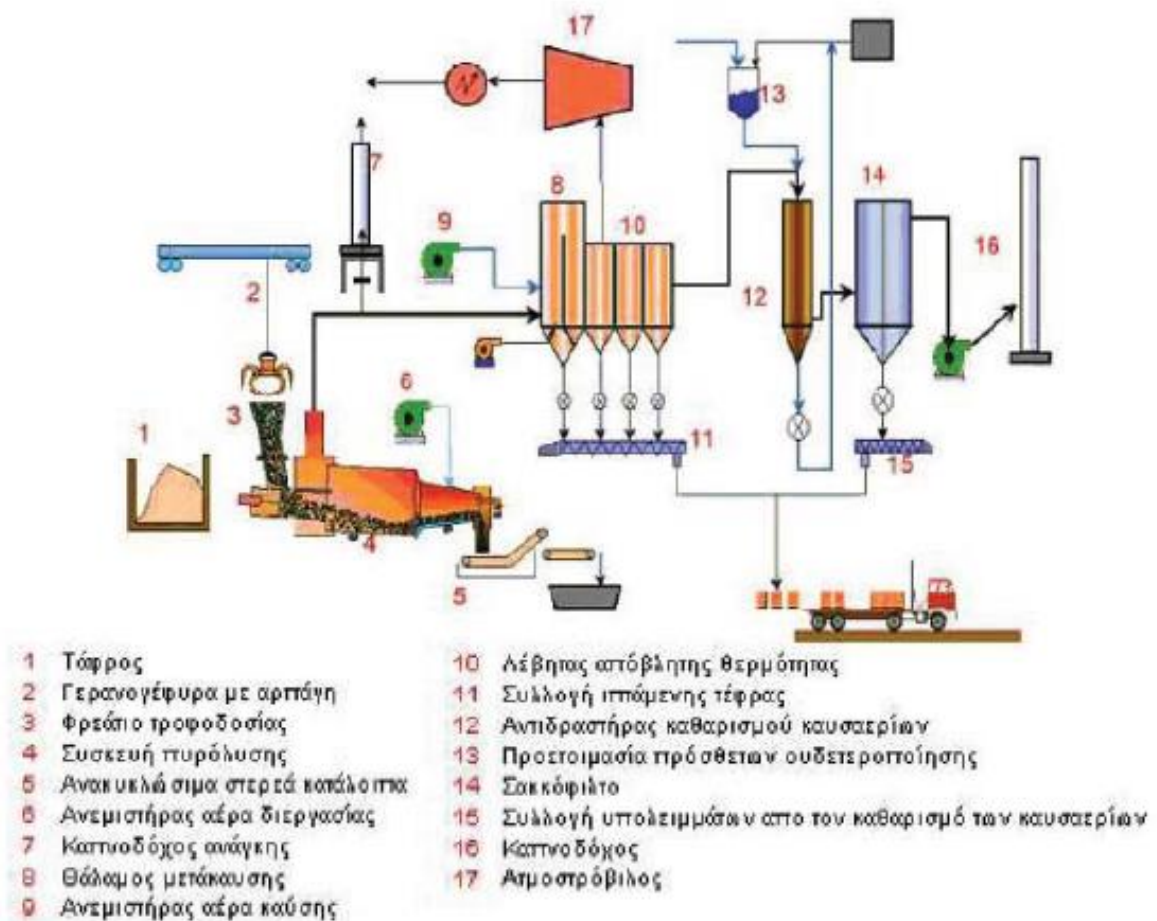 17
13
7
8
14
9
10
16
2
12
6
3
1
11
15
4
5
1 Τάφρος
2 Γερανογέφυρα με αρπάγη
3 Φρεάτιο τροφοδοσίας
4 Συσκευή πυρόλυσης
5 Ανακυκλώσιμα στερεά κατάλοιπα
6 Ανεμιστήρας αέρα διεργασίας
7 Καπνοδόχος ανάγκης
8 Θάλαμος μετάκαυσης
9 Ανεμιστήρας αέρα καύσης
10 Λέβητας απόβλητης θερμότητας
11 Συλλογή ιπτάμενης τέφρας
12 Αντιδραστήρας καθαρισμού καυσαερίων
13 Προετοιμασία πρόσθετων ουδετεροποίησης
14 Σακκόφιλτο
15 Συλλογή υπολειμμάτων απο τον καθαρισμό των καυσαερίων
16 Καπνοδόχος
17 Ατμοστρόβιλος